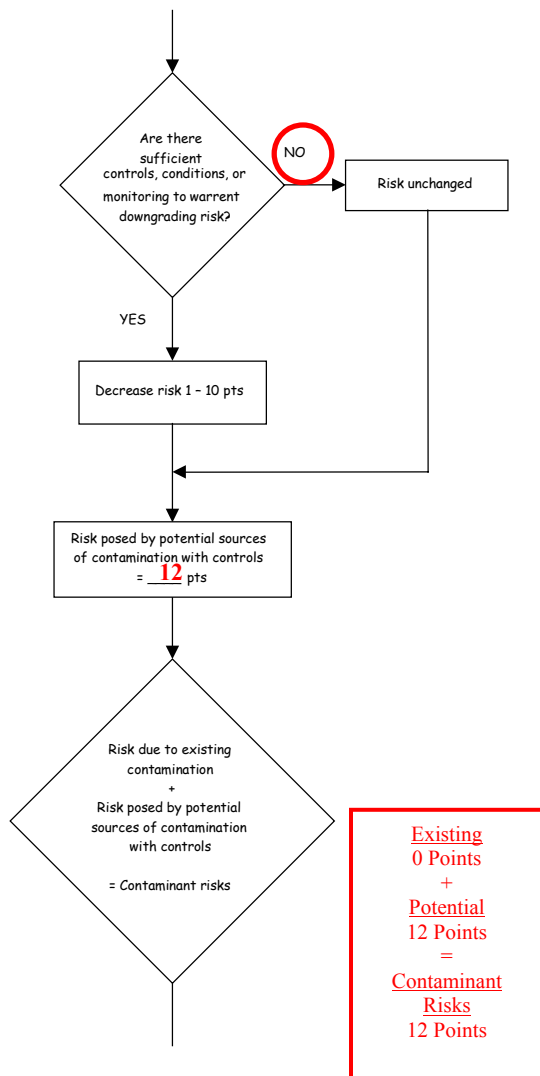 Are there
sufficient
controls, conditions, or
monitoring to warrent
downgrading risk?
NO
Risk unchanged
YES
Decrease risk 1 – 10 pts
Risk posed by potential sources
of contamination with controls
= 12 pts
Risk due to existing
contamination
+
Risk posed by potential
sources of contamination
with controls
= Contaminant risks
Existing
0 Points
+
Potential
12 Points
=
Contaminant
Risks
12 Points